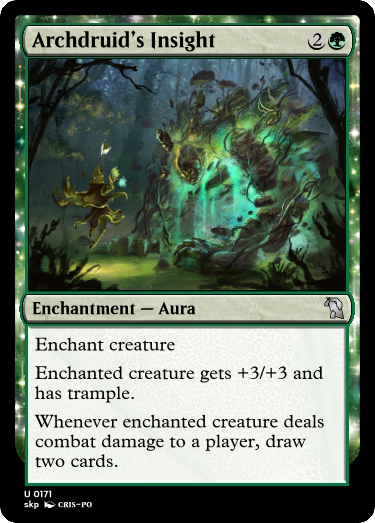 Archdruid's Insight 2
Enchantment — Aura
Enchant creature
Enchanted creature gets +3/+3 and
has trample.
Whenever enchanted creature deals
combat damage to a player, draw
two cards.
U 0171
skp CRIS-PO